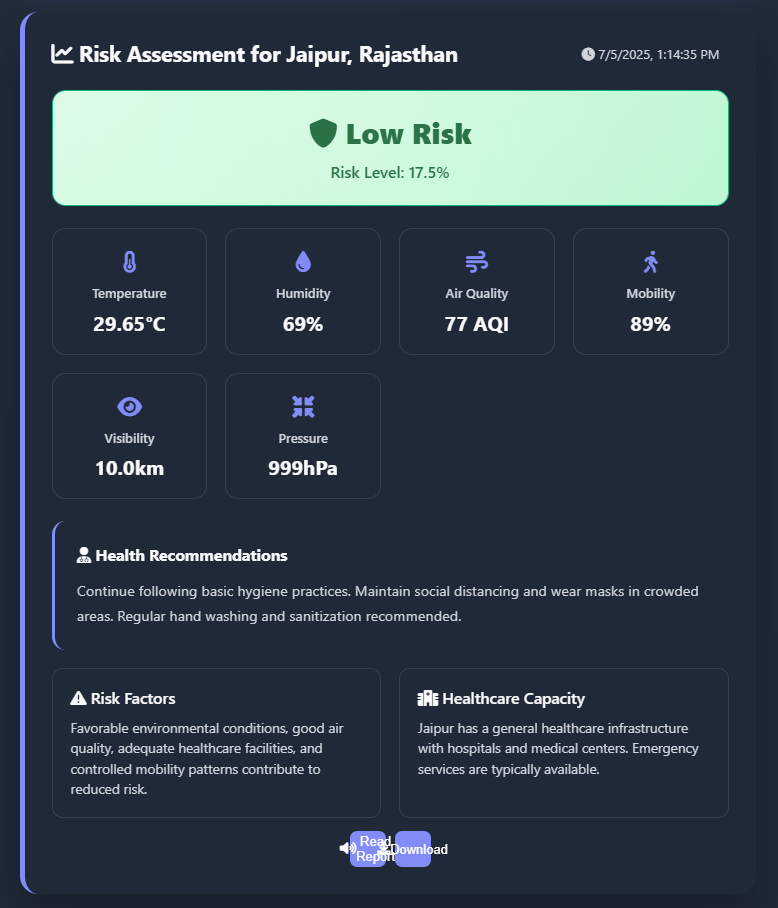 Risk Assessment for Jaipur, Rajasthan
7/5/2025, 1:14:35 PM
Low Risk
Risk Level: 17.5%
Temperature
29.65°C
Humidity
69%
Air Quality
77 AQI
Mobility
89%
Visibility
10.0km
Pressure
999hPa
Health Recommendations
Continue following basic hygiene practices. Maintain social distancing and wear masks in crowded
areas. Regular hand washing and sanitization recommended.
Risk Factors
Favorable environmental conditions, good air
quality, adequate healthcare facilities, and
controlled mobility patterns contribute to
reduced risk.
Healthcare Capacity
Jaipur has a general healthcare infrastructure
with hospitals and medical centers. Emergency
services are typically available.
Read
Report
Download